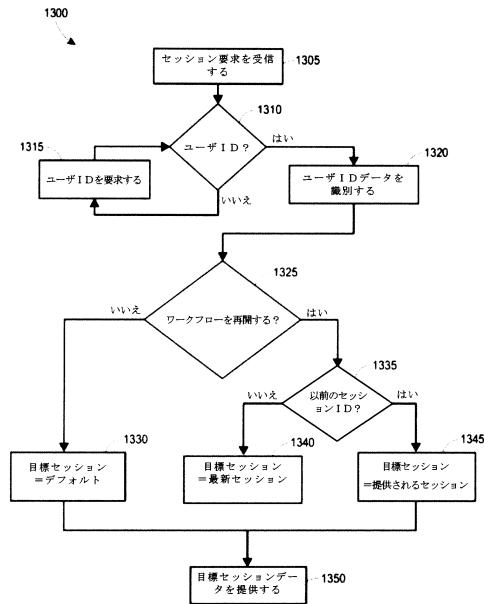 1300
セッション要求を受信
する
1305
1310
ユーザID?
はい
いいえ
1315
ユーザIDを要求する
1320
ユーザIDデータを
識別する
1325
ワークフローを再開する?
いいえ
はい
1335
以前のセッシ
ョンID?
いいえ
はい
1330
目標セッション
=デフォルト
1340
目標セッション
=最新セッション
1345
目標セッション
=提供されるセッション
目標セッションデー
タを提供する
1350